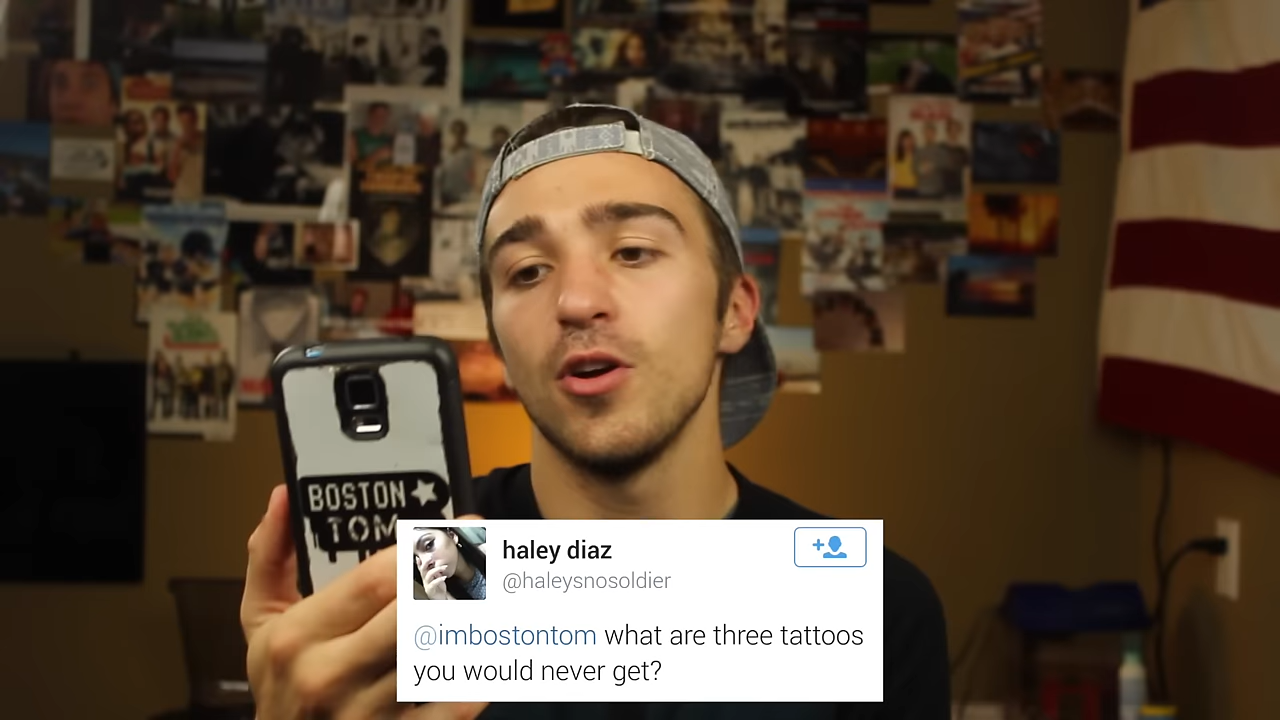 BOSTON
TOM
haley diaz
@haleysnosoldier
@imbostontom what are three tattoos
you would never get?